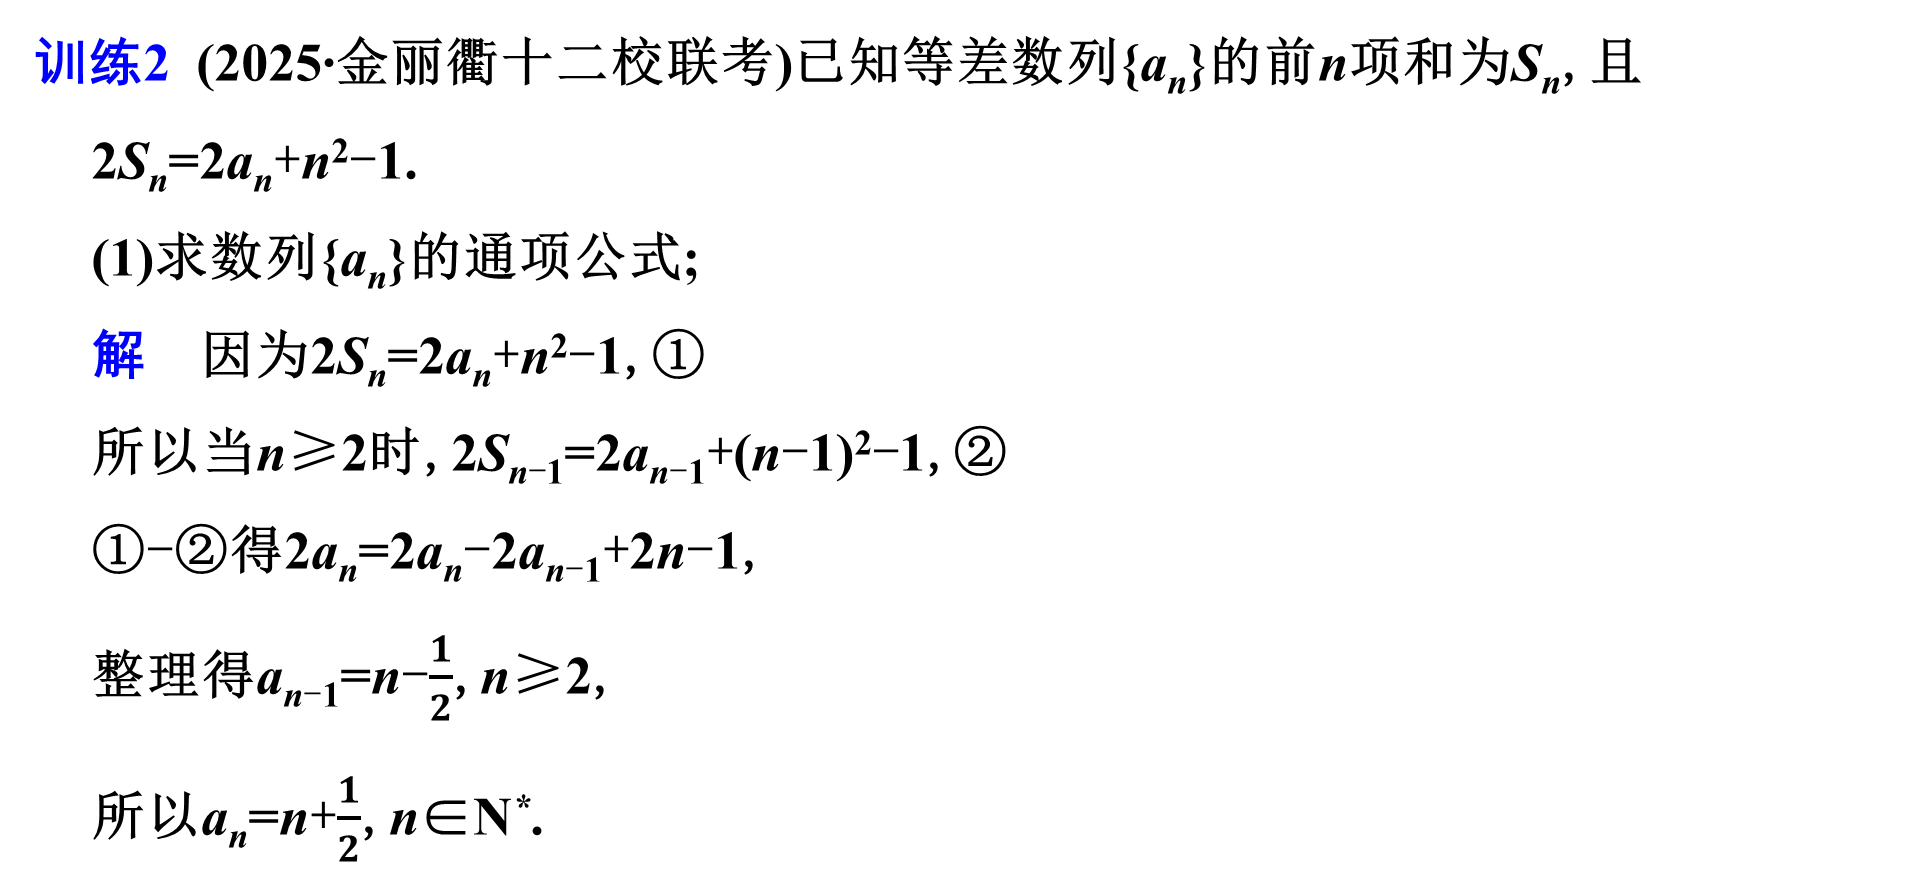 训练2 (2025·金丽衢十二校联考)已知等差数列{aₙ}的前n项和为Sₙ, 且
2Sₙ=2aₙ+n²−1.
(1)求数列{aₙ}的通项公式;
解 因为2Sₙ=2aₙ+n²−1, ①
所以当n≥2时, 2Sₙ₋₁=2aₙ₋₁+(n−1)²−1, ②
①−②得2aₙ=2aₙ−2aₙ₋₁+2n−1,
整理得aₙ₋₁=n−1/2, n≥2,
所以aₙ=n+1/2, n∈N*.